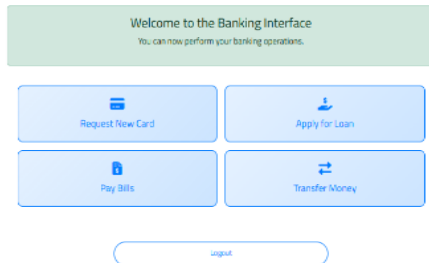 Welcome to the Banking Interface
You can now perform your banking operations.
Request New Card
Apply for Loan
Pay Bills
Transfer Money
Logout